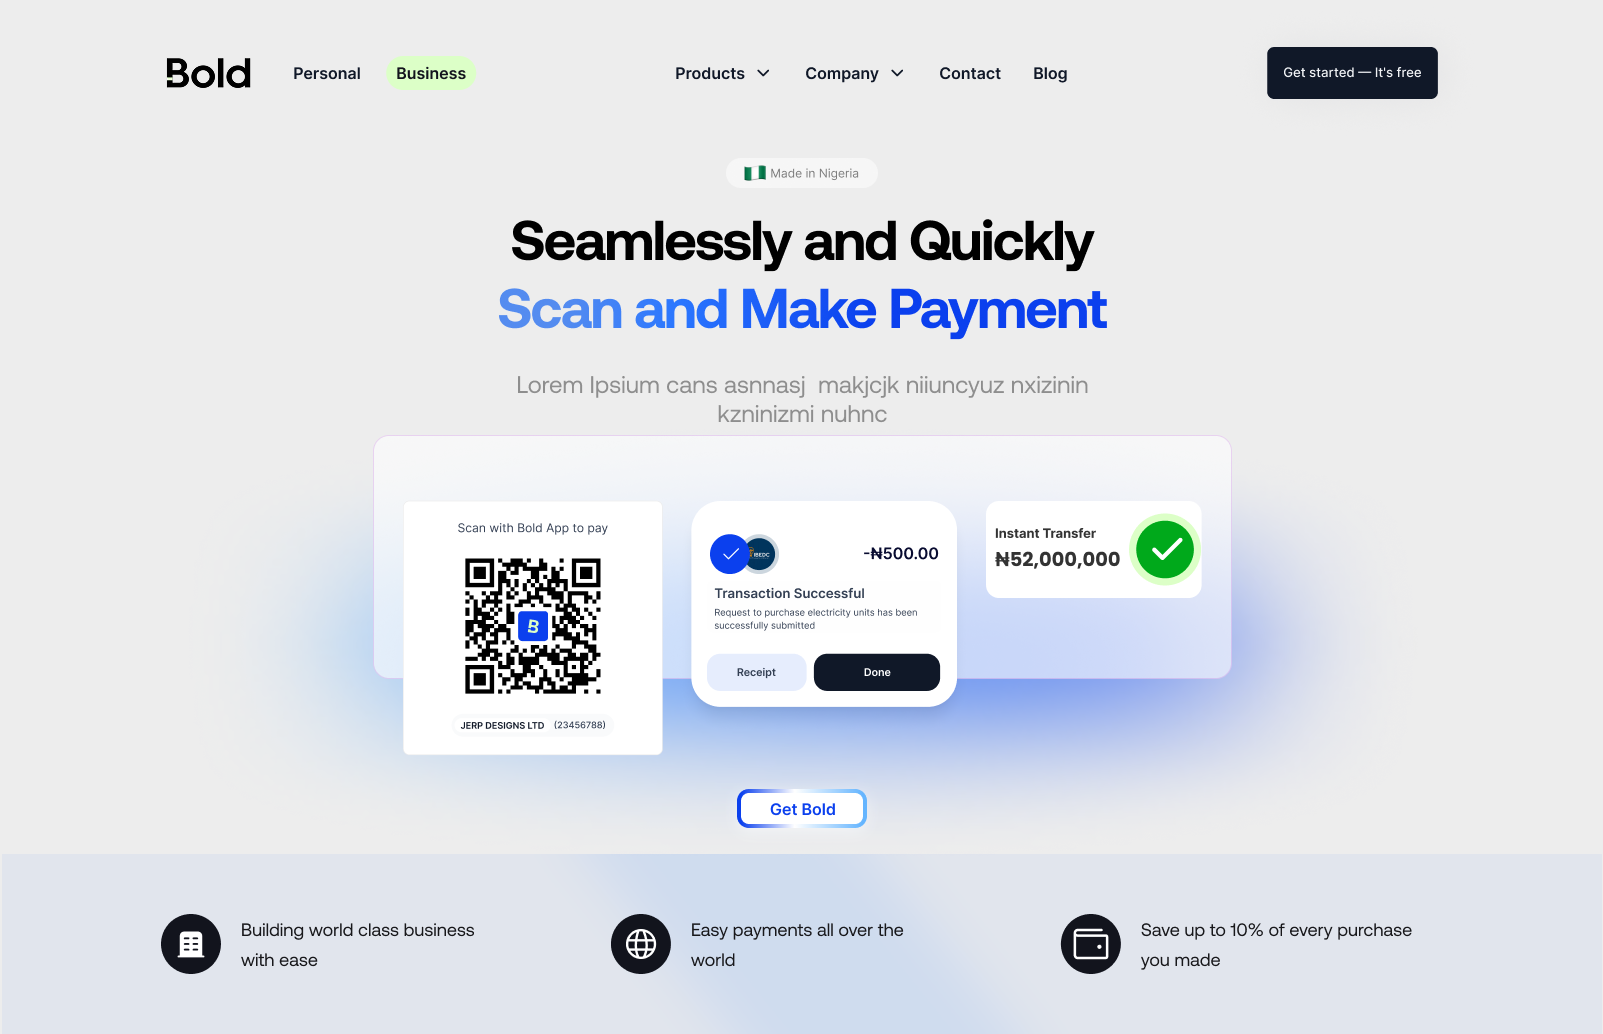 Bold
Personal
Business
Products
Company
Contact
Blog
Get started — It's free
Made in Nigeria
Seamlessly and Quickly
Scan and Make Payment
Lorem Ipsium cans asnnasj  makjcjk niiuncyuz nxizinin
kzninizmi nuhnc
Scan with Bold App to pay
B
JERP DESIGNS LTD (23456788)
IBEDC
-₦500.00
Transaction Successful
Request to purchase electricity units has been
successfully submitted
Receipt
Done
Instant Transfer
₦52,000,000
Get Bold
Building world class business
with ease
Easy payments all over the
world
Save up to 10% of every purchase
you made